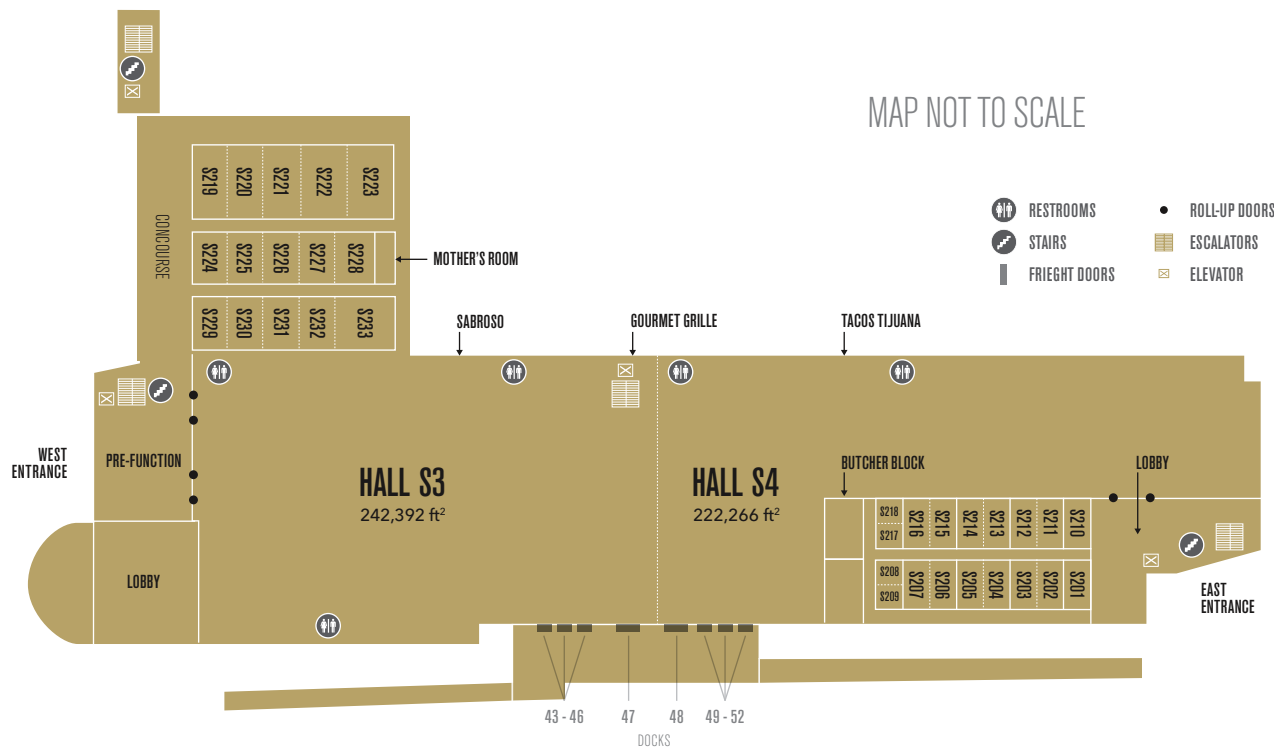 MAP NOT TO SCALE
RESTROOMS
ROLL-UP DOORS
STAIRS
ESCALATORS
FRIEGHT DOORS
ELEVATOR
CONCOURSE
S219
S220
S221
S222
S223
S224
S225
S226
S227
S228
MOTHER'S ROOM
S229
S230
S231
S232
S233
SABROSO
GOURMET GRILLE
TACOS TIJUANA
WEST
ENTRANCE
PRE-FUNCTION
HALL S3
242,392 ft²
HALL S4
222,266 ft²
BUTCHER BLOCK
LOBBY
S218
S217
S216
S215
S214
S213
S212
S211
S210
S208
S209
S207
S206
S205
S204
S203
S202
S201
EAST
ENTRANCE
LOBBY
43 - 46
47
48
49 - 52
DOCKS